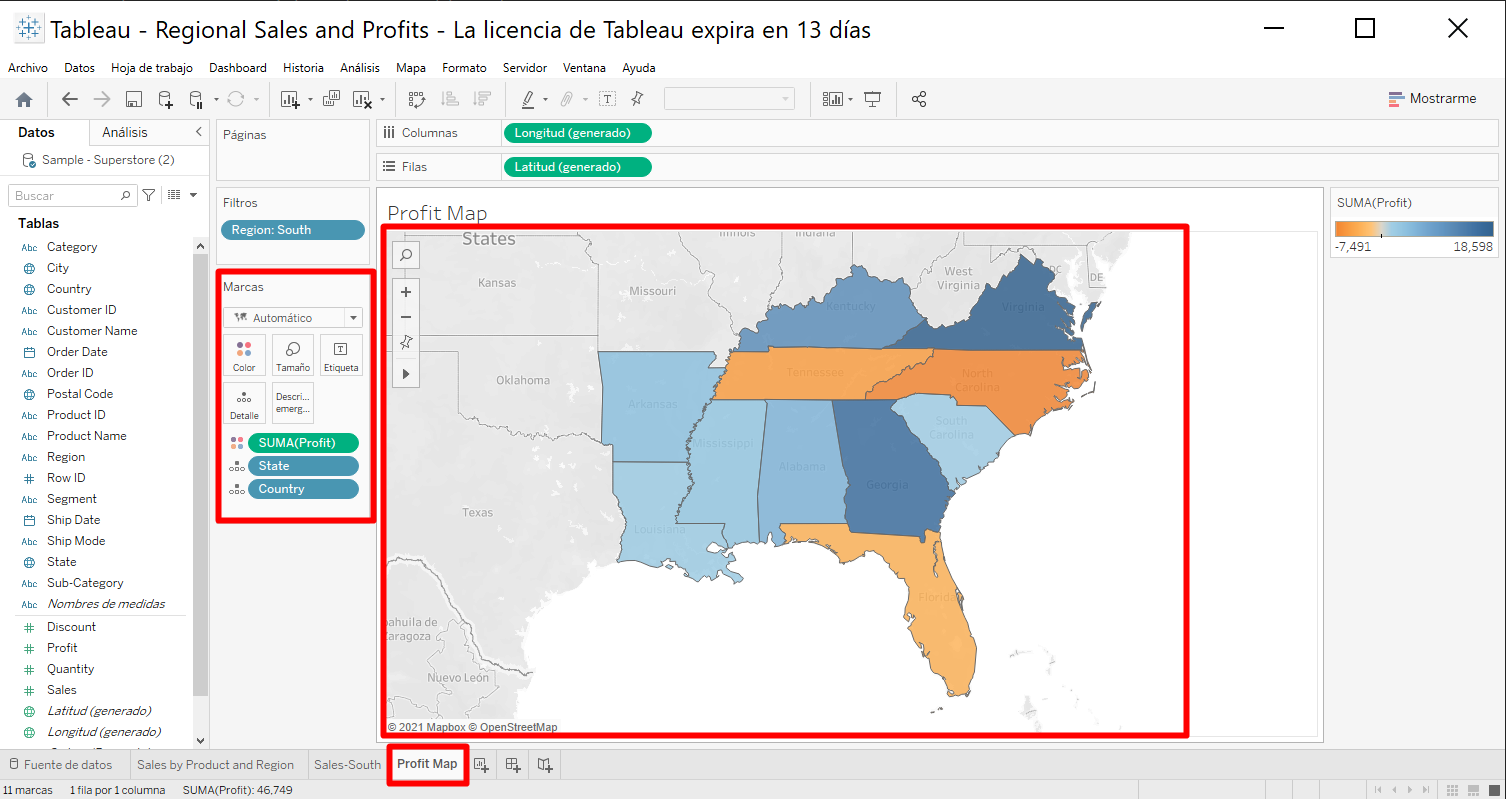 Tableau - Regional Sales and Profits - La licencia de Tableau expira en 13 días
Archivo Datos Hoja de trabajo Dashboard Historia Análisis Mapa Formato Servidor Ventana Ayuda
Mostrarme
Datos Análisis
Sample - Superstore (2)
Buscar
Tablas
Abc Category
City
Country
Abc Customer ID
Abc Customer Name
Order Date
Abc Order ID
Postal Code
Abc Product ID
Abc Product Name
Abc Region
Row ID
Abc Segment
Ship Date
Abc Ship Mode
State
Abc Sub-Category
Abc Nombres de medidas
Discount
Profit
Quantity
Sales
Latitud (generado)
Longitud (generado)
Páginas
Filtros
Region: South
Marcas
Automático
Color Tamaño Etiqueta
Detalle Descri... emerg...
SUMA(Profit)
State
Country
Columnas Longitud (generado)
Filas Latitud (generado)
Profit Map
States
Illinois
Indiana
Kansas
Missouri
West
Virginia
DC
DE
Kentucky
Virginia
Oklahoma
Tennessee
North
Carolina
Arkansas
South
Carolina
Mississippi
Alabama
Georgia
Texas
Louisiana
Florida
oahuila de
Zaragoza
Nuevo León
© 2021 Mapbox © OpenStreetMap
SUMA(Profit)
-7,491 18,598
Fuente de datos Sales by Product and Region Sales-South Profit Map
11 marcas 1 fila por 1 columna SUMA(Profit): 46,749